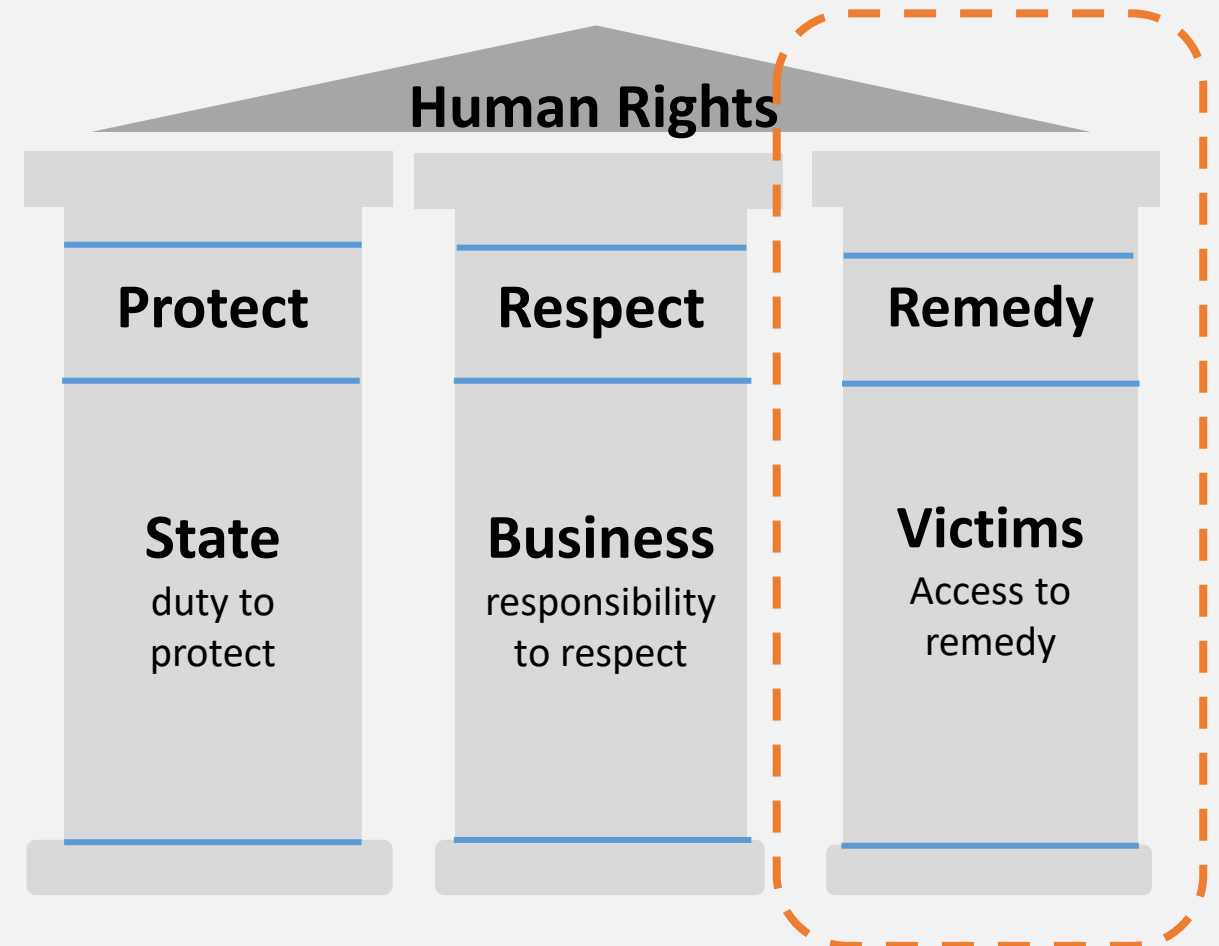 Human Rights
Protect
State
duty to
protect
Respect
Business
responsibility
to respect
Remedy
Victims
Access to
remedy